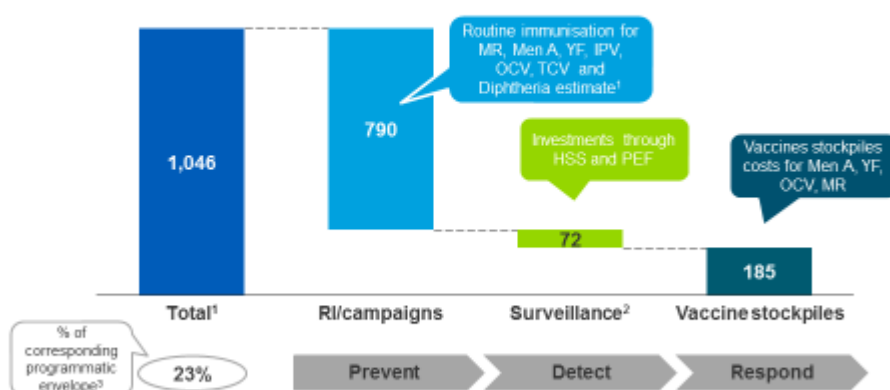 Routine immunisation for
MR, Men A, YF, IPV,
OCV, TCV and
Diphtheria estimate¹
790
1,046
Investments through
HSS and PEF
Vaccines stockpiles
costs for Men A, YF,
OCV, MR
72
185
Total¹
RI/campaigns
Surveillance²
Vaccine stockpiles
% of
corresponding
programmatic
envelope³
23%
Prevent
Detect
Respond